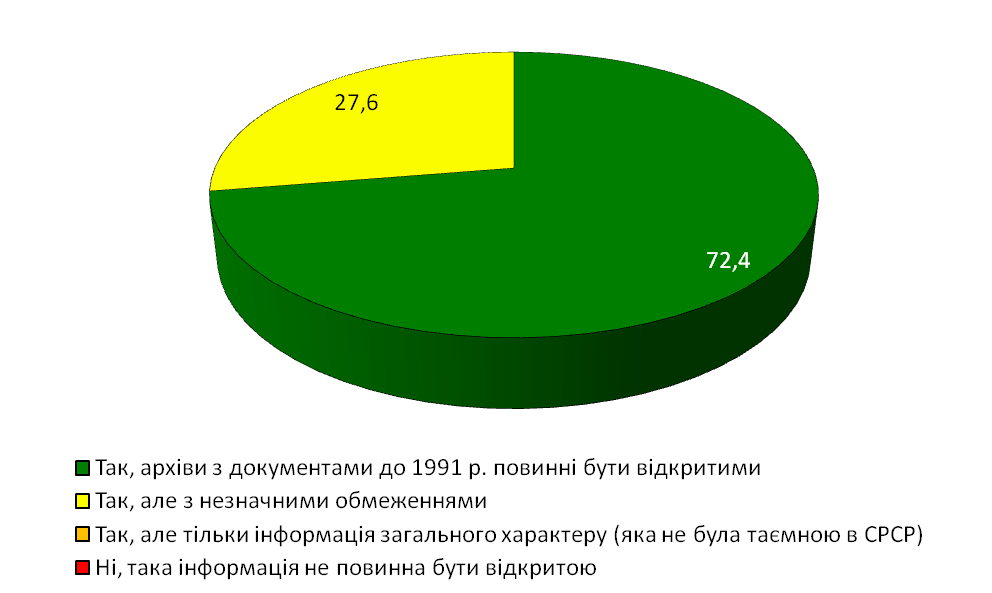 27,6
72,4
Так, архіви з документами до 1991 р. повинні бути відкритими
Так, але з незначними обмеженнями
Так, але тільки інформація загального характеру (яка не була таємною в СРСР)
Ні, така інформація не повинна бути відкритою